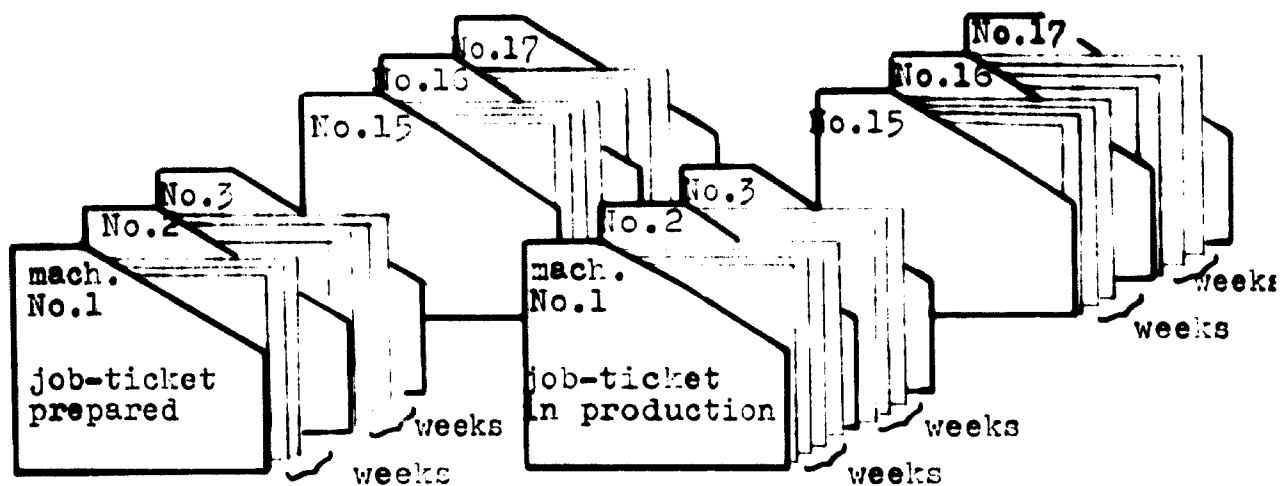 No.17
No.16
No.15
No.3
No.2
mach.
No.1
job-ticket
prepared
weeks
weeks
No.17
No.16
No.15
No.3
No.2
mach.
No.1
job-ticket
in production
weeks
weeks
weeks
weeks